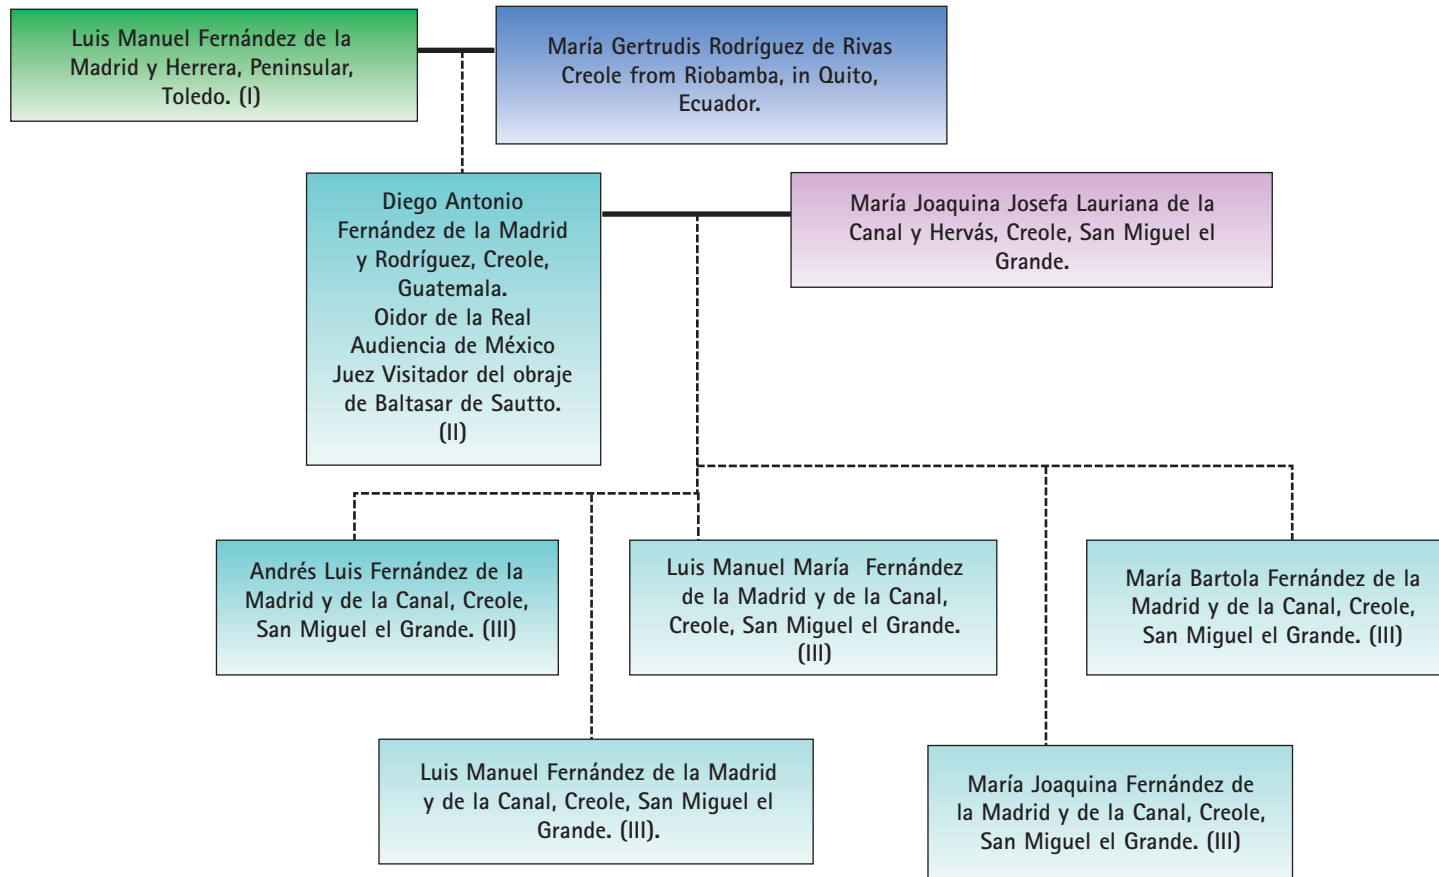 Luis Manuel Fernández de la
Madrid y Herrera, Peninsular,
Toledo. (I)
María Gertrudis Rodríguez de Rivas
Creole from Riobamba, in Quito,
Ecuador.
Diego Antonio
Fernández de la Madrid
y Rodríguez, Creole,
Guatemala.
Oidor de la Real
Audiencia de México
Juez Visitador del obraje
de Baltasar de Sautto.
(II)
María Joaquina Josefa Lauriana de la
Canal y Hervás, Creole, San Miguel el
Grande.
Andrés Luis Fernández de la
Madrid y de la Canal, Creole,
San Miguel el Grande. (III)
Luis Manuel María Fernández
de la Madrid y de la Canal,
Creole, San Miguel el Grande.
(III)
María Bartola Fernández de la
Madrid y de la Canal, Creole,
San Miguel el Grande. (III)
Luis Manuel Fernández de la Madrid
y de la Canal, Creole, San Miguel el
Grande. (III).
María Joaquina Fernández de
la Madrid y de la Canal, Creole,
San Miguel el Grande. (III)